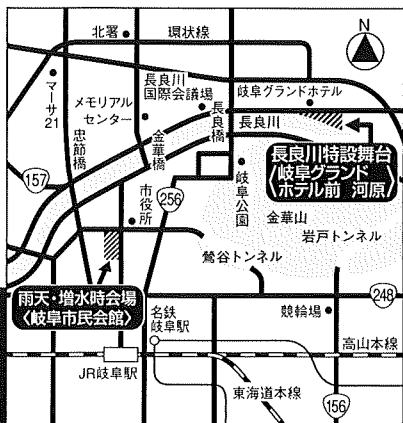 N
北署
環状線
マーサ21
メモリアル
センター
長良川
国際会議場
岐阜グランドホテル
忠節橋
金華橋
長良橋
長良川
長良川特設舞台
/岐阜グランド
ホテル前 河原
157
256
市役所
岐阜公園
金華山
岩戸トンネル
鶯谷トンネル
雨天・増水時会場
〈岐阜市民会館〉
248
名鉄
岐阜駅
競輪場
高山本線
JR岐阜駅
東海道本線
156